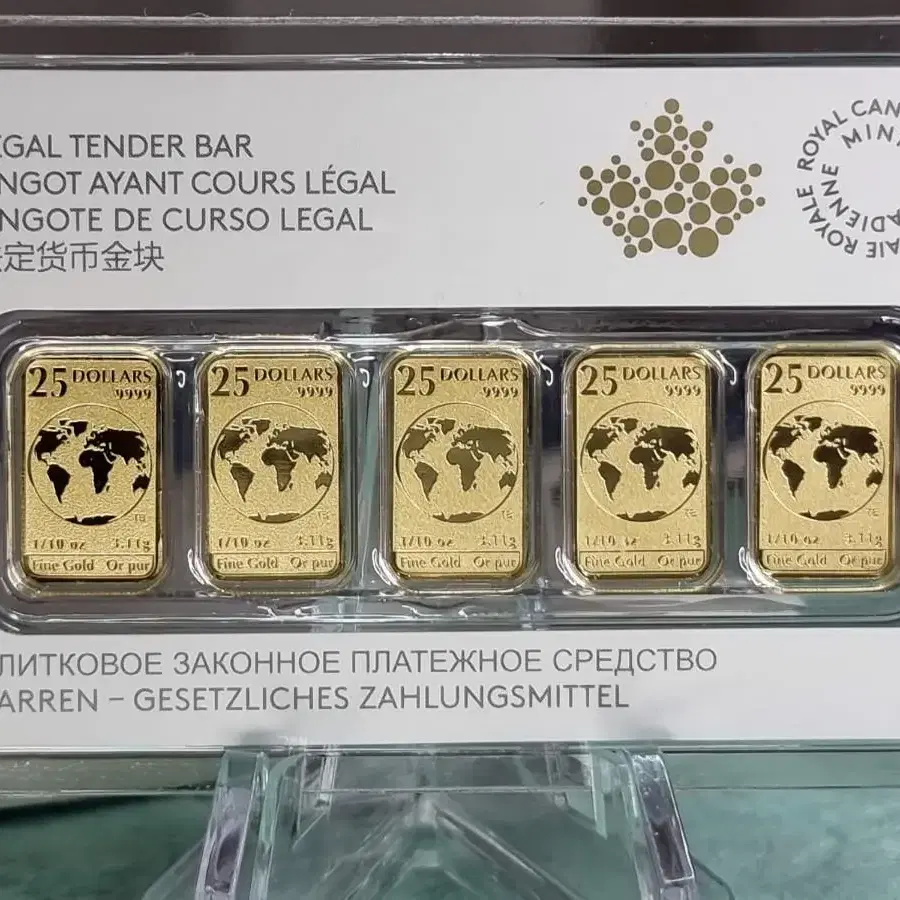 EGAL TENDER BAR
NGOT AYANT COURS LÉGAL
NGOTE DE CURSO LEGAL
定货币金块
ROYAL CAN
MIN
AIE ROYALE
ADIENNE
25 DOLLARS
9999
1/10 oz 3.11g
Fine Gold Or pur
25 DOLLARS
9999
1/10 oz 3.11g
Fine Gold Or pur
25 DOLLARS
9999
1/10 oz 3.11g
Fine Gold Or pur
25 DOLLARS
9999
1/10 oz 3.11g
Fine Gold Or pur
25 DOLLARS
9999
1/10 oz 3.11g
Fine Gold Or pur
ЛИТКОВОЕ ЗАКОННОЕ ПЛАТЕЖНОЕ СРЕДСТВО
ARREN – GESETZLICHES ZAHLUNGSMITTEL